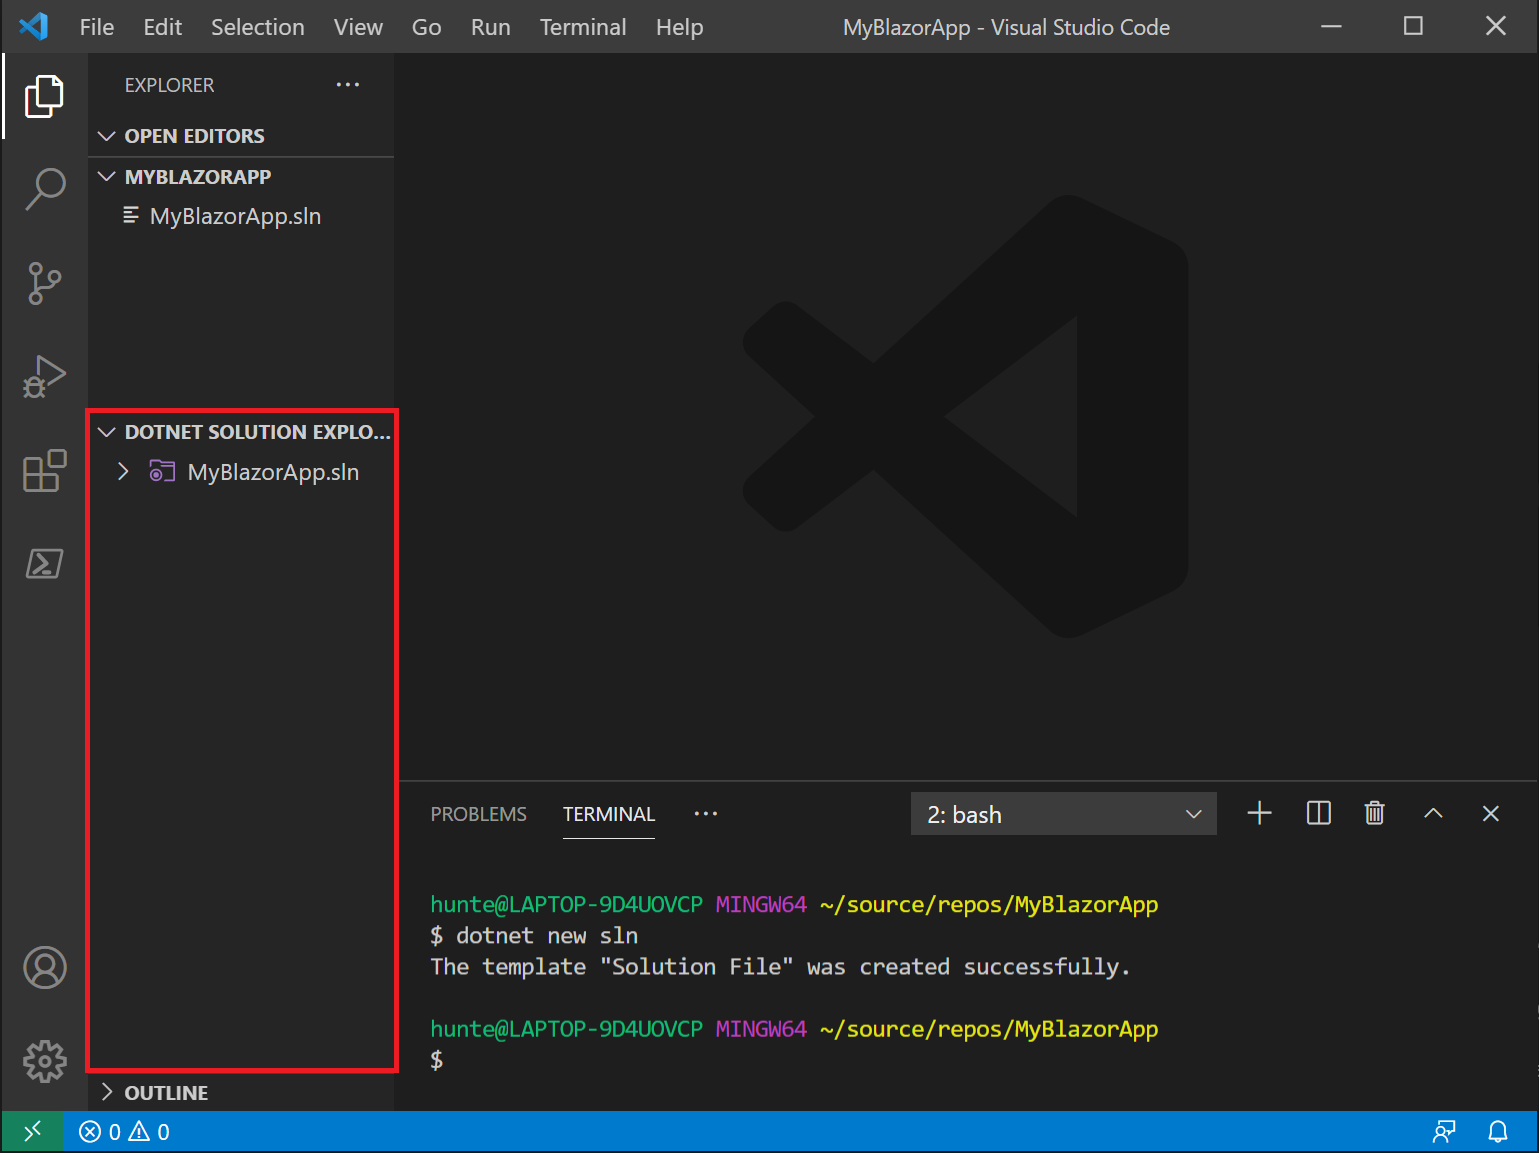 File Edit Selection View Go Run Terminal Help MyBlazorApp - Visual Studio Code
EXPLORER
OPEN EDITORS
MYBLAZORAPP
MyBlazorApp.sln
DOTNET SOLUTION EXPLO...
MyBlazorApp.sln
OUTLINE
PROBLEMS TERMINAL 2: bash
hunte@LAPTOP-9D4UOVCP MINGW64 ~/source/repos/MyBlazorApp
$ dotnet new sln
The template "Solution File" was created successfully.
hunte@LAPTOP-9D4UOVCP MINGW64 ~/source/repos/MyBlazorApp
$
0 0